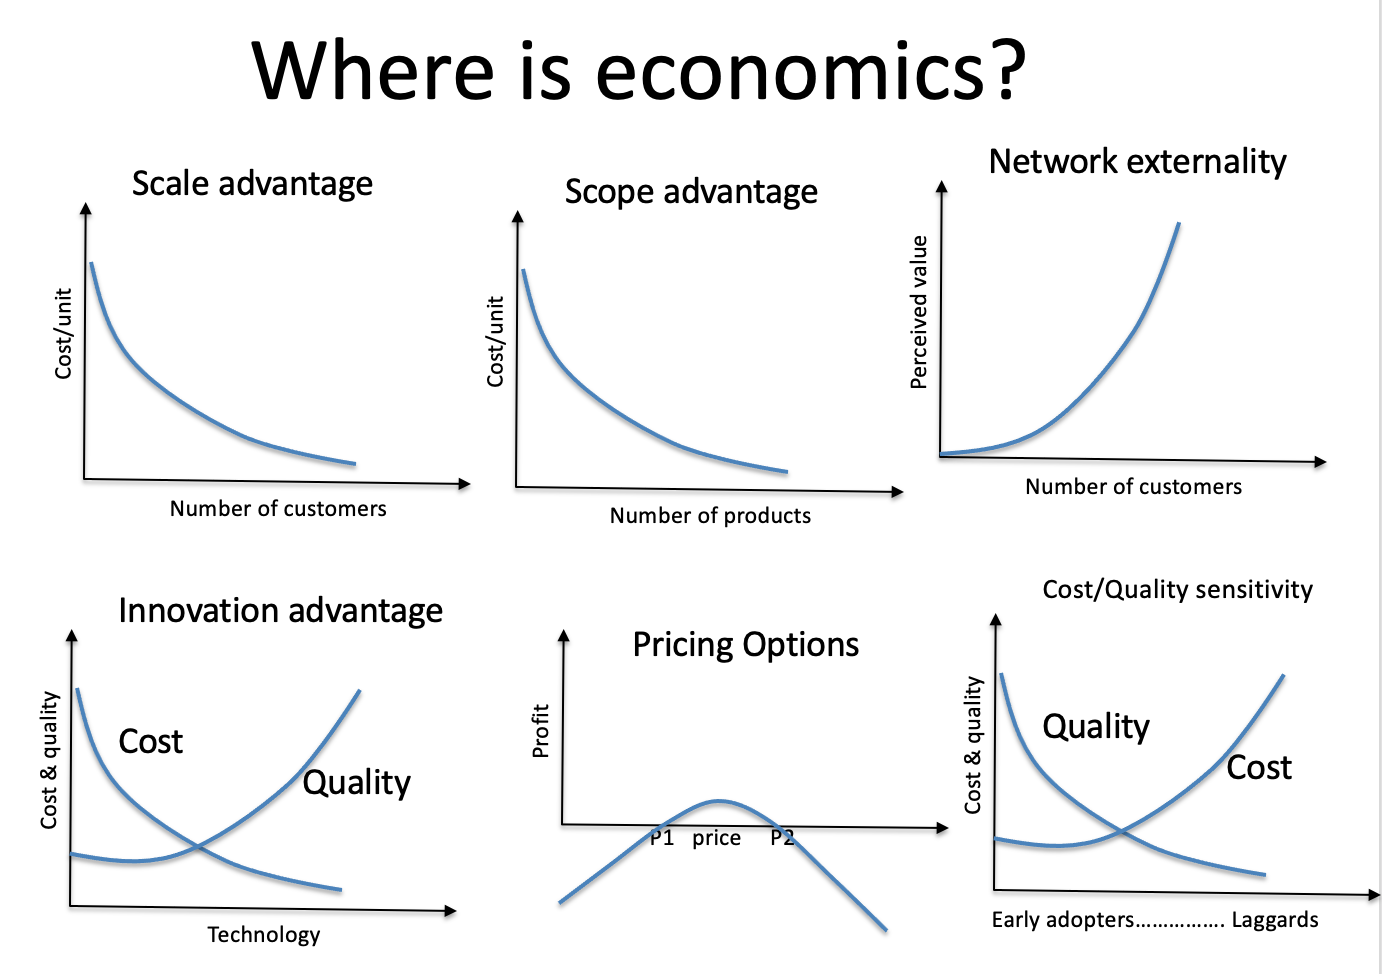 Where is economics?
Scale advantage
Cost/unit
Number of customers
Scope advantage
Cost/unit
Number of products
Network externality
Perceived value
Number of customers
Innovation advantage
Cost & quality
Cost
Quality
Technology
Pricing Options
Profit
P1 price P2
Cost/Quality sensitivity
Cost & quality
Quality
Cost
Early adopters................ Laggards